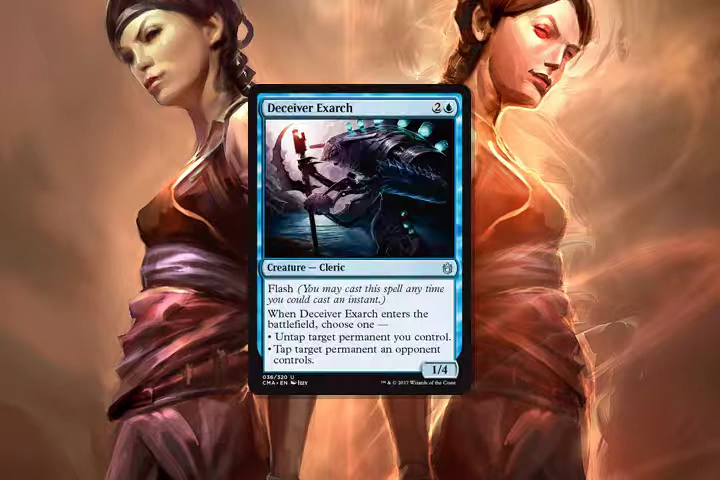 Deceiver Exarch 2
Creature — Cleric
Flash (You may cast this spell any time
you could cast an instant.)
When Deceiver Exarch enters the
battlefield, choose one —
• Untap target permanent you control.
• Tap target permanent an opponent
controls.
1/4
036/320 U
CMA • EN Izzy
™ & © 2017 Wizards of the Coast